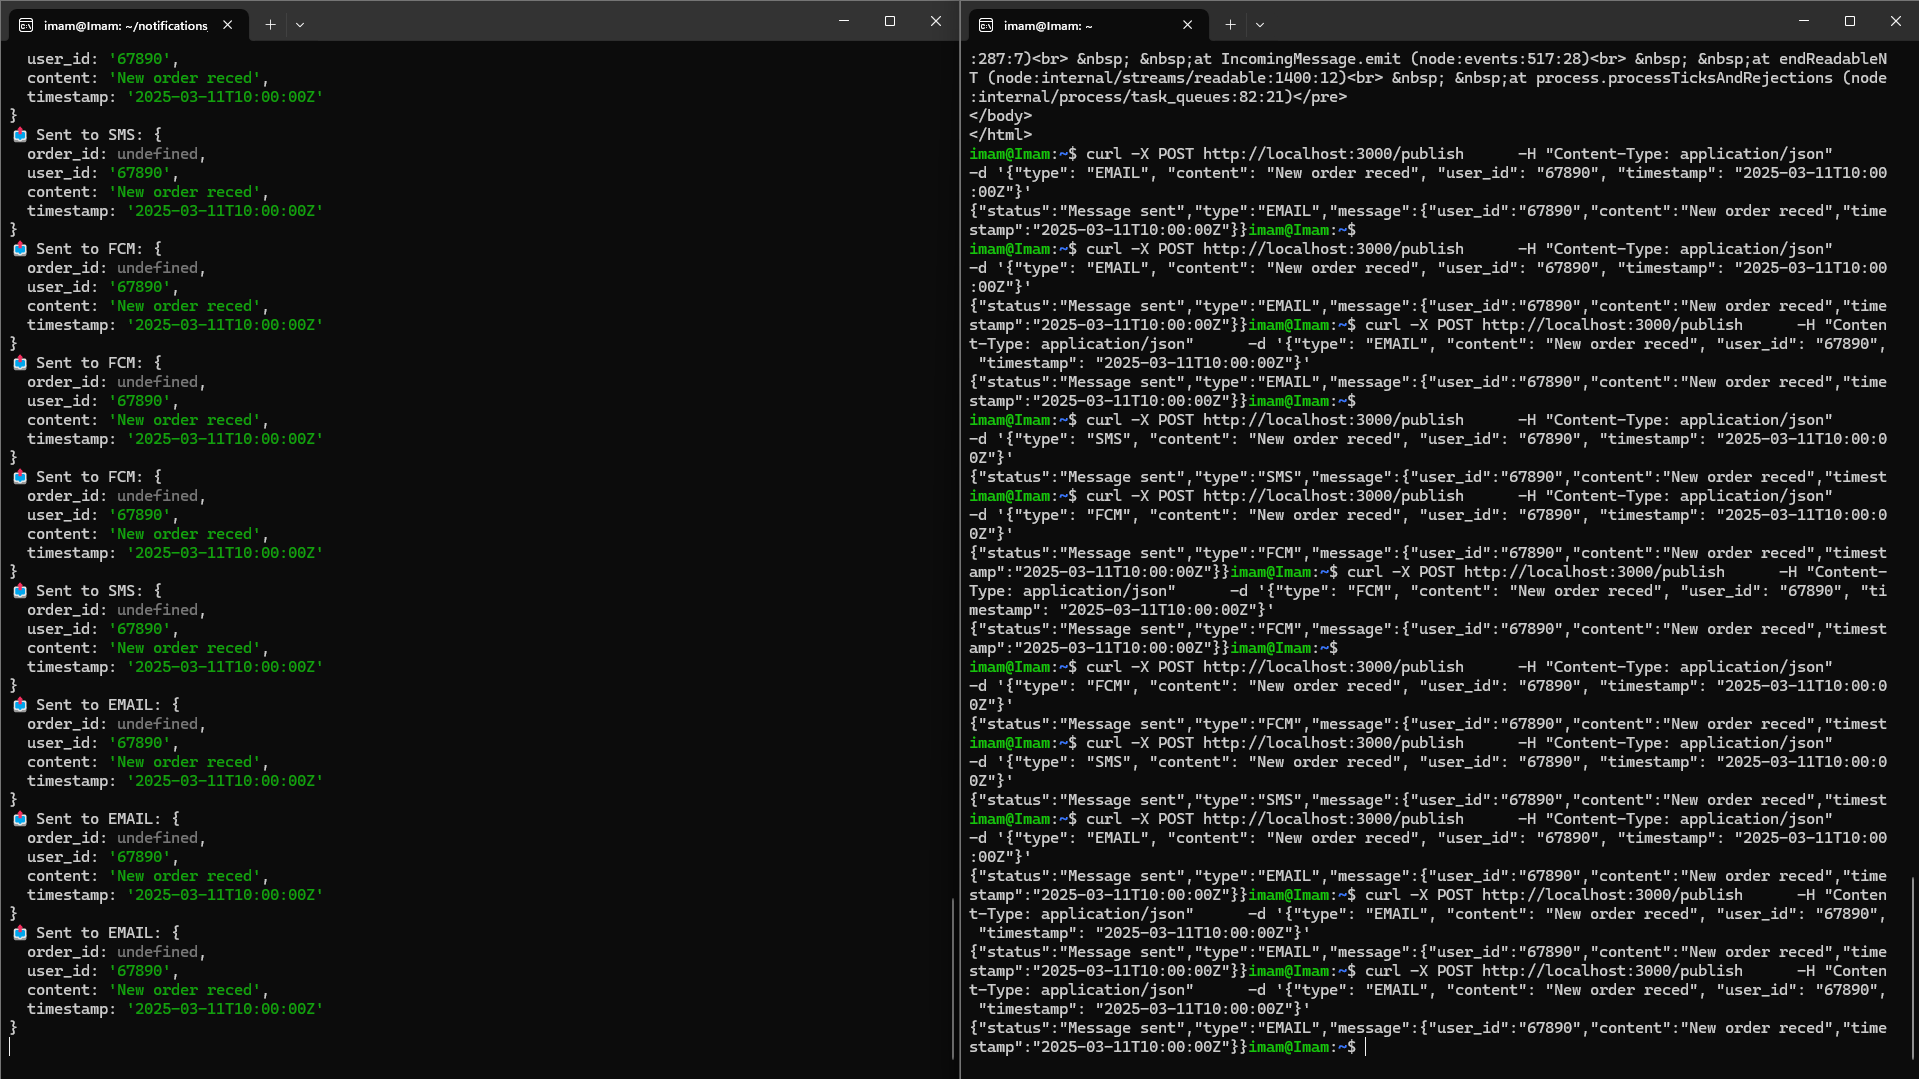 imam@Imam: ~/notifications
user_id: '67890',
content: 'New order reced',
timestamp: '2025-03-11T10:00:00Z'
}
📤 Sent to SMS: {
order_id: undefined,
user_id: '67890',
content: 'New order reced',
timestamp: '2025-03-11T10:00:00Z'
}
📤 Sent to FCM: {
order_id: undefined,
user_id: '67890',
content: 'New order reced',
timestamp: '2025-03-11T10:00:00Z'
}
📤 Sent to FCM: {
order_id: undefined,
user_id: '67890',
content: 'New order reced',
timestamp: '2025-03-11T10:00:00Z'
}
📤 Sent to FCM: {
order_id: undefined,
user_id: '67890',
content: 'New order reced',
timestamp: '2025-03-11T10:00:00Z'
}
📤 Sent to SMS: {
order_id: undefined,
user_id: '67890',
content: 'New order reced',
timestamp: '2025-03-11T10:00:00Z'
}
📤 Sent to EMAIL: {
order_id: undefined,
user_id: '67890',
content: 'New order reced',
timestamp: '2025-03-11T10:00:00Z'
}
📤 Sent to EMAIL: {
order_id: undefined,
user_id: '67890',
content: 'New order reced',
timestamp: '2025-03-11T10:00:00Z'
}
📤 Sent to EMAIL: {
order_id: undefined,
user_id: '67890',
content: 'New order reced',
timestamp: '2025-03-11T10:00:00Z'
}
imam@Imam: ~
:287:7)<br> &nbsp; &nbsp;at IncomingMessage.emit (node:events:517:28)<br> &nbsp; &nbsp;at endReadableN
T (node:internal/streams/readable:1400:12)<br> &nbsp; &nbsp;at process.processTicksAndRejections (node
:internal/process/task_queues:82:21)</pre>
</body>
</html>
imam@Imam:~$ curl -X POST http://localhost:3000/publish      -H "Content-Type: application/json"
-d '{"type": "EMAIL", "content": "New order reced", "user_id": "67890", "timestamp": "2025-03-11T10:00
:00Z"}'
{"status":"Message sent","type":"EMAIL","message":{"user_id":"67890","content":"New order reced","time
stamp":"2025-03-11T10:00:00Z"}}imam@Imam:~$
imam@Imam:~$ curl -X POST http://localhost:3000/publish      -H "Content-Type: application/json"
-d '{"type": "EMAIL", "content": "New order reced", "user_id": "67890", "timestamp": "2025-03-11T10:00
:00Z"}'
{"status":"Message sent","type":"EMAIL","message":{"user_id":"67890","content":"New order reced","time
stamp":"2025-03-11T10:00:00Z"}}imam@Imam:~$ curl -X POST http://localhost:3000/publish      -H "Conten
t-Type: application/json"      -d '{"type": "EMAIL", "content": "New order reced", "user_id": "67890",
"timestamp": "2025-03-11T10:00:00Z"}'
{"status":"Message sent","type":"EMAIL","message":{"user_id":"67890","content":"New order reced","time
stamp":"2025-03-11T10:00:00Z"}}imam@Imam:~$
imam@Imam:~$ curl -X POST http://localhost:3000/publish      -H "Content-Type: application/json"
-d '{"type": "SMS", "content": "New order reced", "user_id": "67890", "timestamp": "2025-03-11T10:00:0
0Z"}'
{"status":"Message sent","type":"SMS","message":{"user_id":"67890","content":"New order reced","timest
imam@Imam:~$ curl -X POST http://localhost:3000/publish      -H "Content-Type: application/json"
-d '{"type": "FCM", "content": "New order reced", "user_id": "67890", "timestamp": "2025-03-11T10:00:0
0Z"}'
{"status":"Message sent","type":"FCM","message":{"user_id":"67890","content":"New order reced","timest
amp":"2025-03-11T10:00:00Z"}}imam@Imam:~$ curl -X POST http://localhost:3000/publish      -H "Content-
Type: application/json"      -d '{"type": "FCM", "content": "New order reced", "user_id": "67890", "ti
mestamp": "2025-03-11T10:00:00Z"}'
{"status":"Message sent","type":"FCM","message":{"user_id":"67890","content":"New order reced","timest
amp":"2025-03-11T10:00:00Z"}}imam@Imam:~$
imam@Imam:~$ curl -X POST http://localhost:3000/publish      -H "Content-Type: application/json"
-d '{"type": "FCM", "content": "New order reced", "user_id": "67890", "timestamp": "2025-03-11T10:00:0
0Z"}'
{"status":"Message sent","type":"FCM","message":{"user_id":"67890","content":"New order reced","timest
imam@Imam:~$ curl -X POST http://localhost:3000/publish      -H "Content-Type: application/json"
-d '{"type": "SMS", "content": "New order reced", "user_id": "67890", "timestamp": "2025-03-11T10:00:0
0Z"}'
{"status":"Message sent","type":"SMS","message":{"user_id":"67890","content":"New order reced","timest
imam@Imam:~$ curl -X POST http://localhost:3000/publish      -H "Content-Type: application/json"
-d '{"type": "EMAIL", "content": "New order reced", "user_id": "67890", "timestamp": "2025-03-11T10:00
:00Z"}'
{"status":"Message sent","type":"EMAIL","message":{"user_id":"67890","content":"New order reced","time
stamp":"2025-03-11T10:00:00Z"}}imam@Imam:~$ curl -X POST http://localhost:3000/publish      -H "Conten
t-Type: application/json"      -d '{"type": "EMAIL", "content": "New order reced", "user_id": "67890",
"timestamp": "2025-03-11T10:00:00Z"}'
{"status":"Message sent","type":"EMAIL","message":{"user_id":"67890","content":"New order reced","time
stamp":"2025-03-11T10:00:00Z"}}imam@Imam:~$ curl -X POST http://localhost:3000/publish      -H "Conten
t-Type: application/json"      -d '{"type": "EMAIL", "content": "New order reced", "user_id": "67890",
"timestamp": "2025-03-11T10:00:00Z"}'
{"status":"Message sent","type":"EMAIL","message":{"user_id":"67890","content":"New order reced","time
stamp":"2025-03-11T10:00:00Z"}}imam@Imam:~$